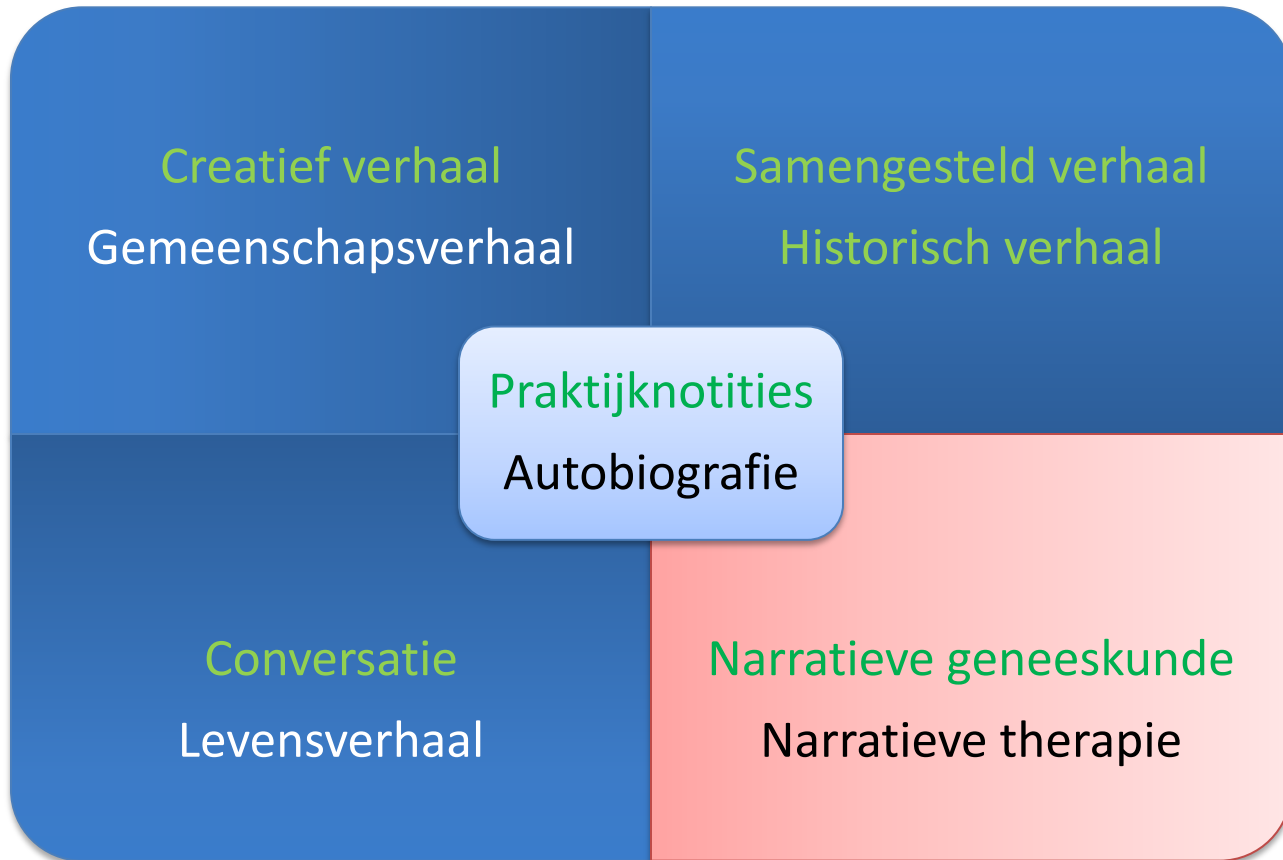 Creatief verhaal
Gemeenschapsverhaal
Samengesteld verhaal
Historisch verhaal
Praktijknotities
Autobiografie
Conversatie
Levensverhaal
Narratieve geneeskunde
Narratieve therapie